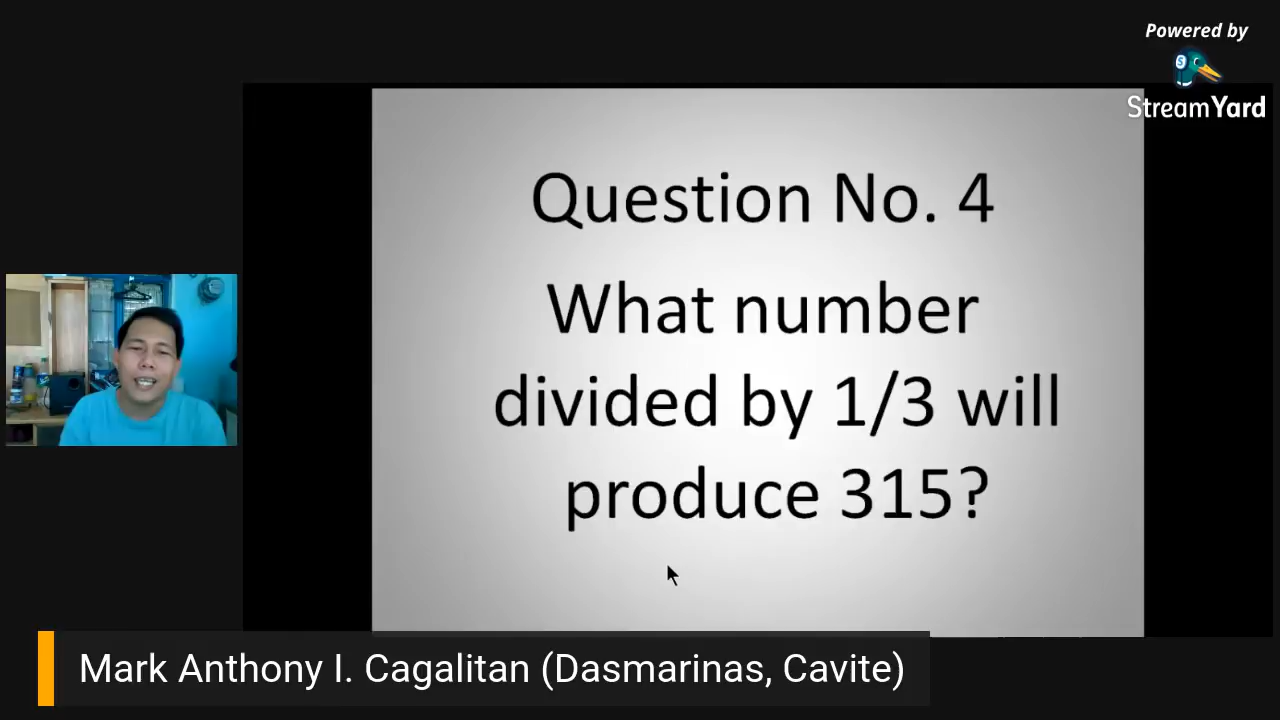 Powered by
StreamYard
Question No. 4
What number
divided by 1/3 will
produce 315?
Mark Anthony I. Cagalitan (Dasmarinas, Cavite)